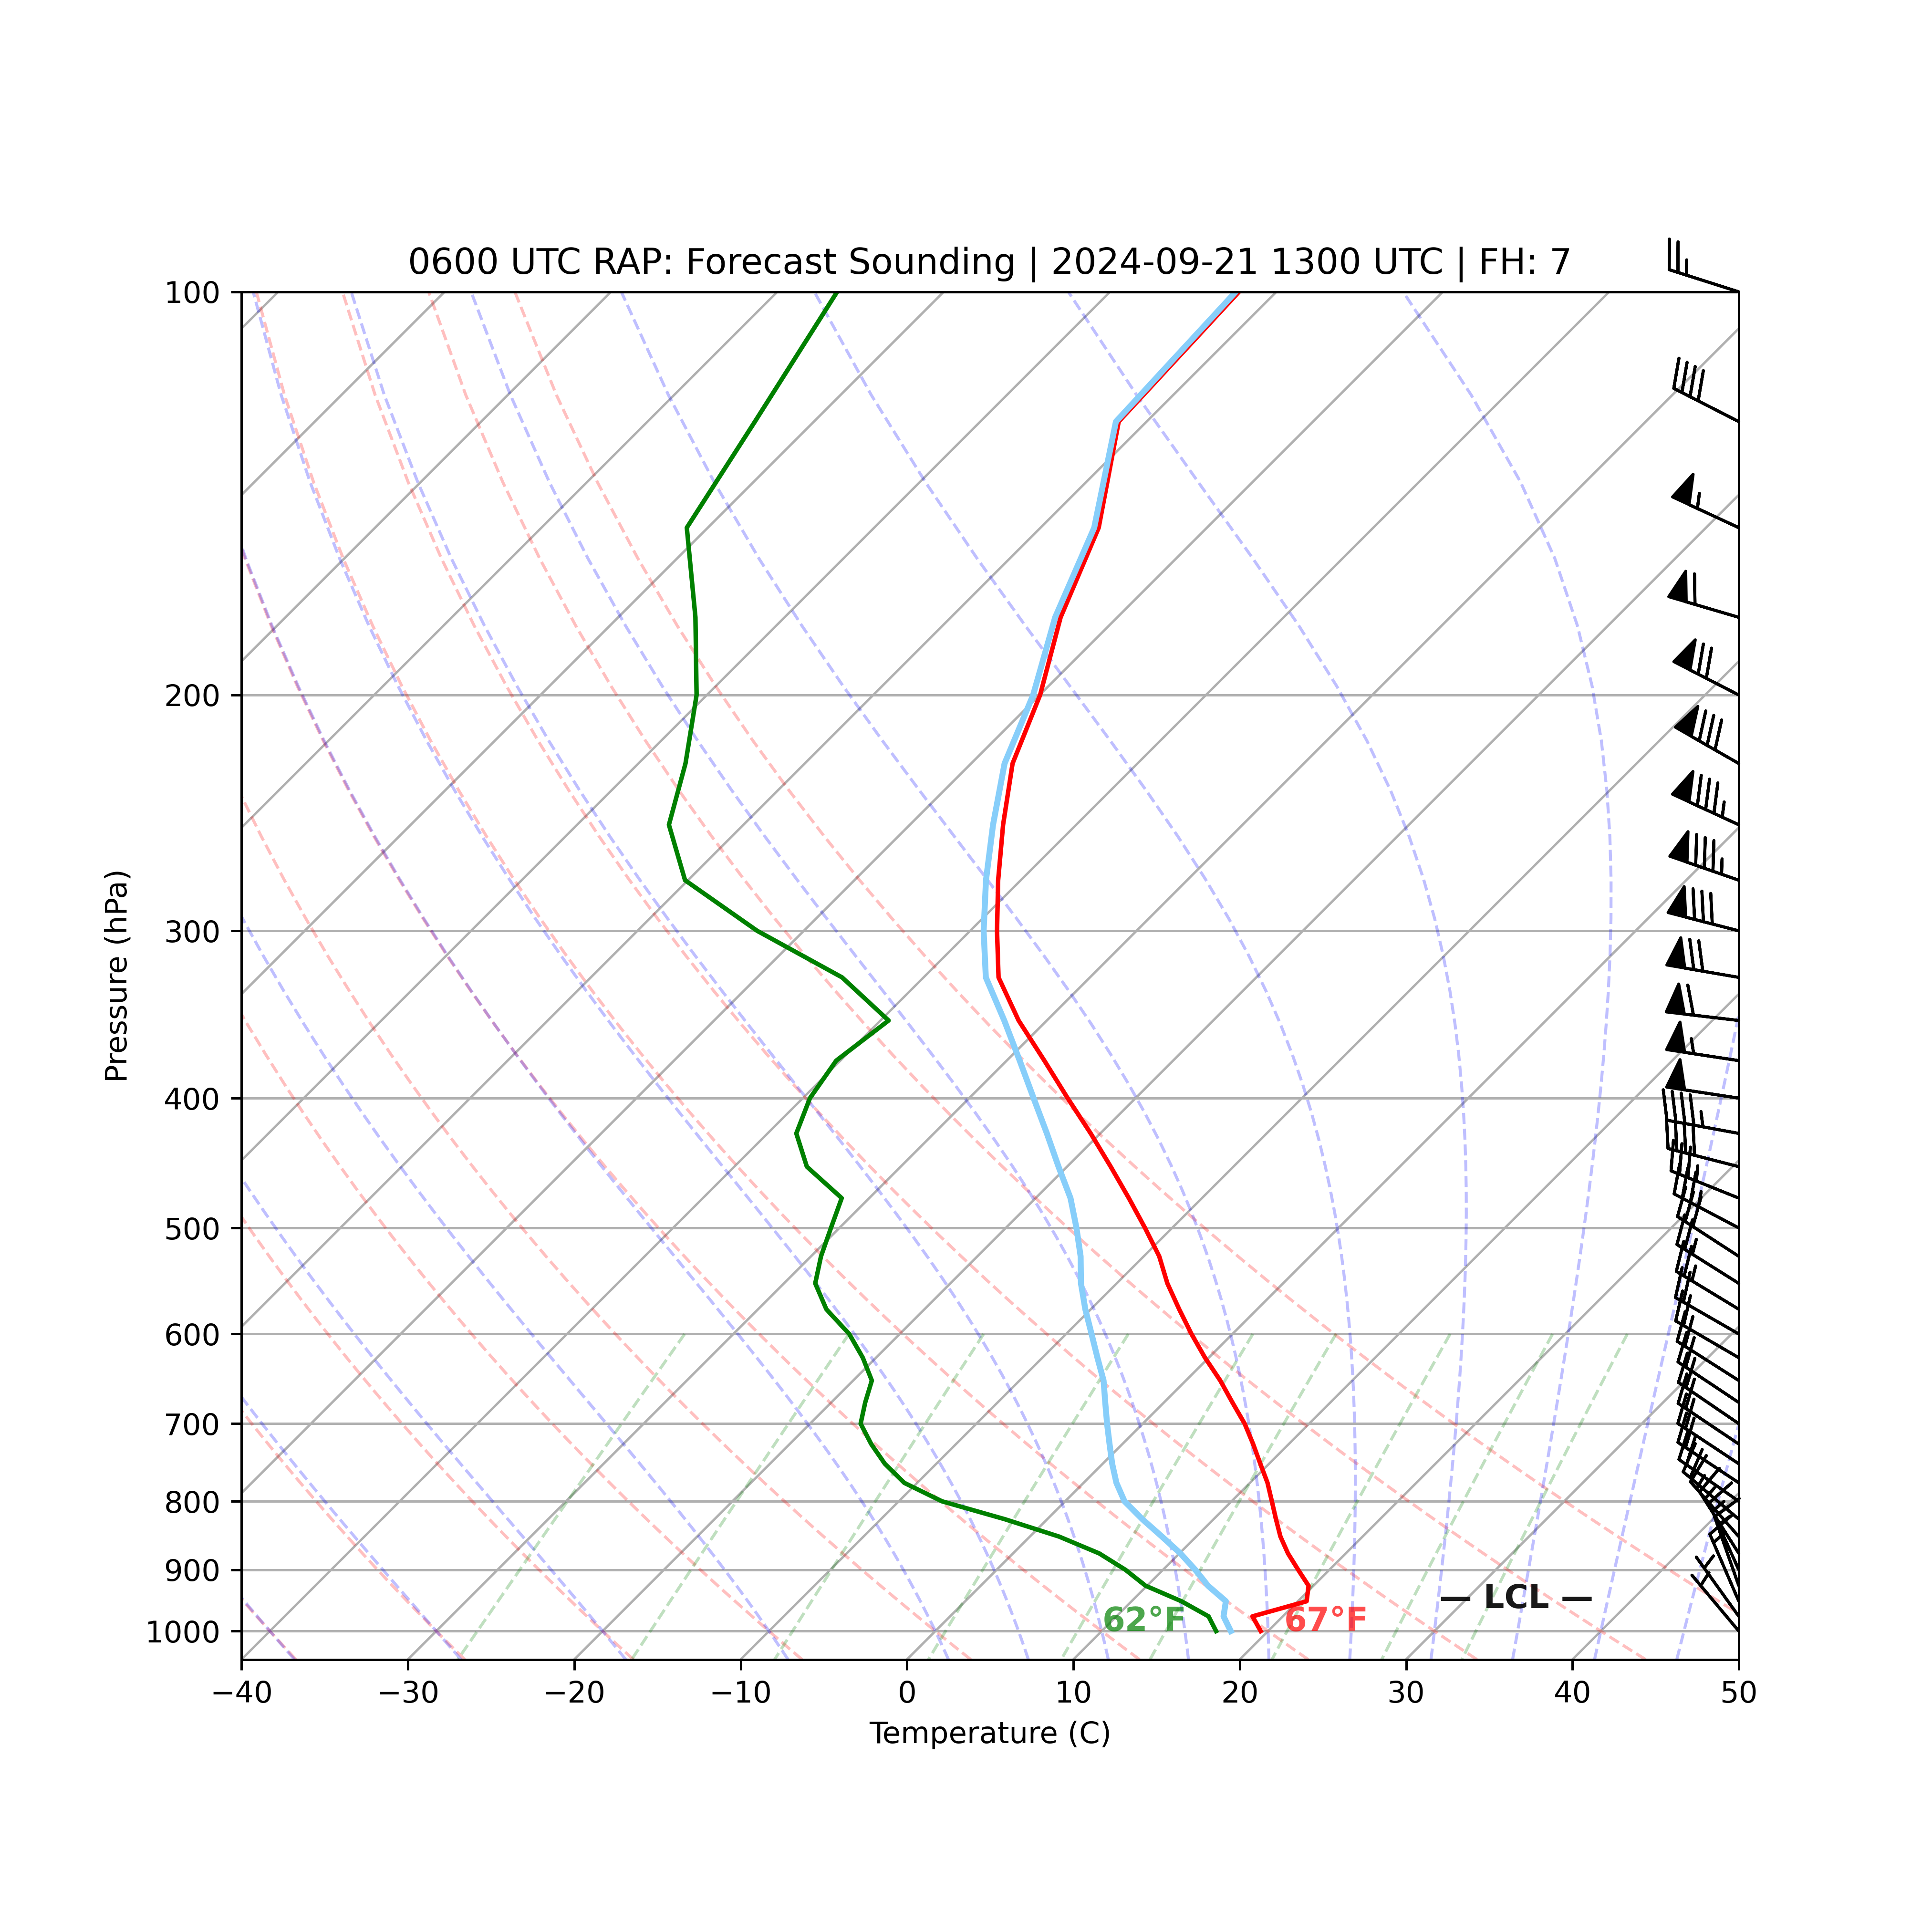 0600 UTC RAP: Forecast Sounding | 2024-09-21 1300 UTC | FH: 7
100
200
300
400
500
600
700
800
900
1000
Pressure (hPa)
62°F
67°F
— LCL —
−40 −30 −20 −10 0 10 20 30 40 50
Temperature (C)